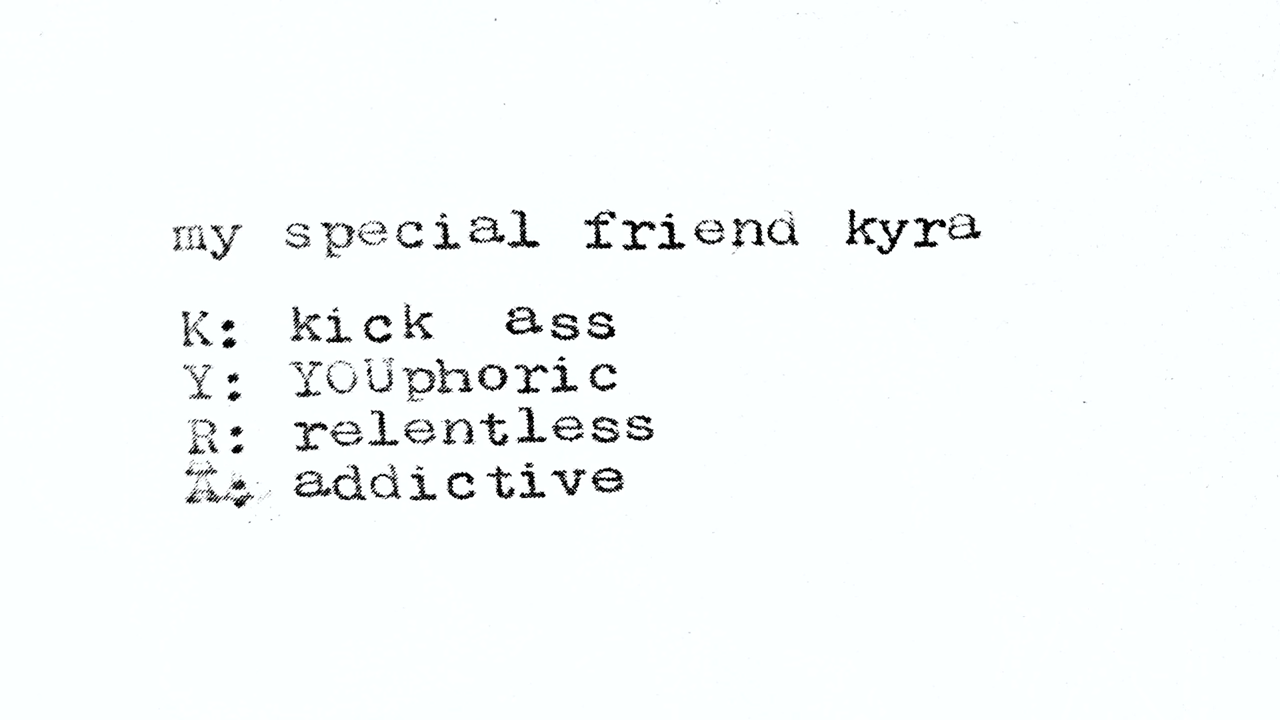 my special friend kyra
K: kick  ass
Y: YOUphoric
R: relentless
A: addictive